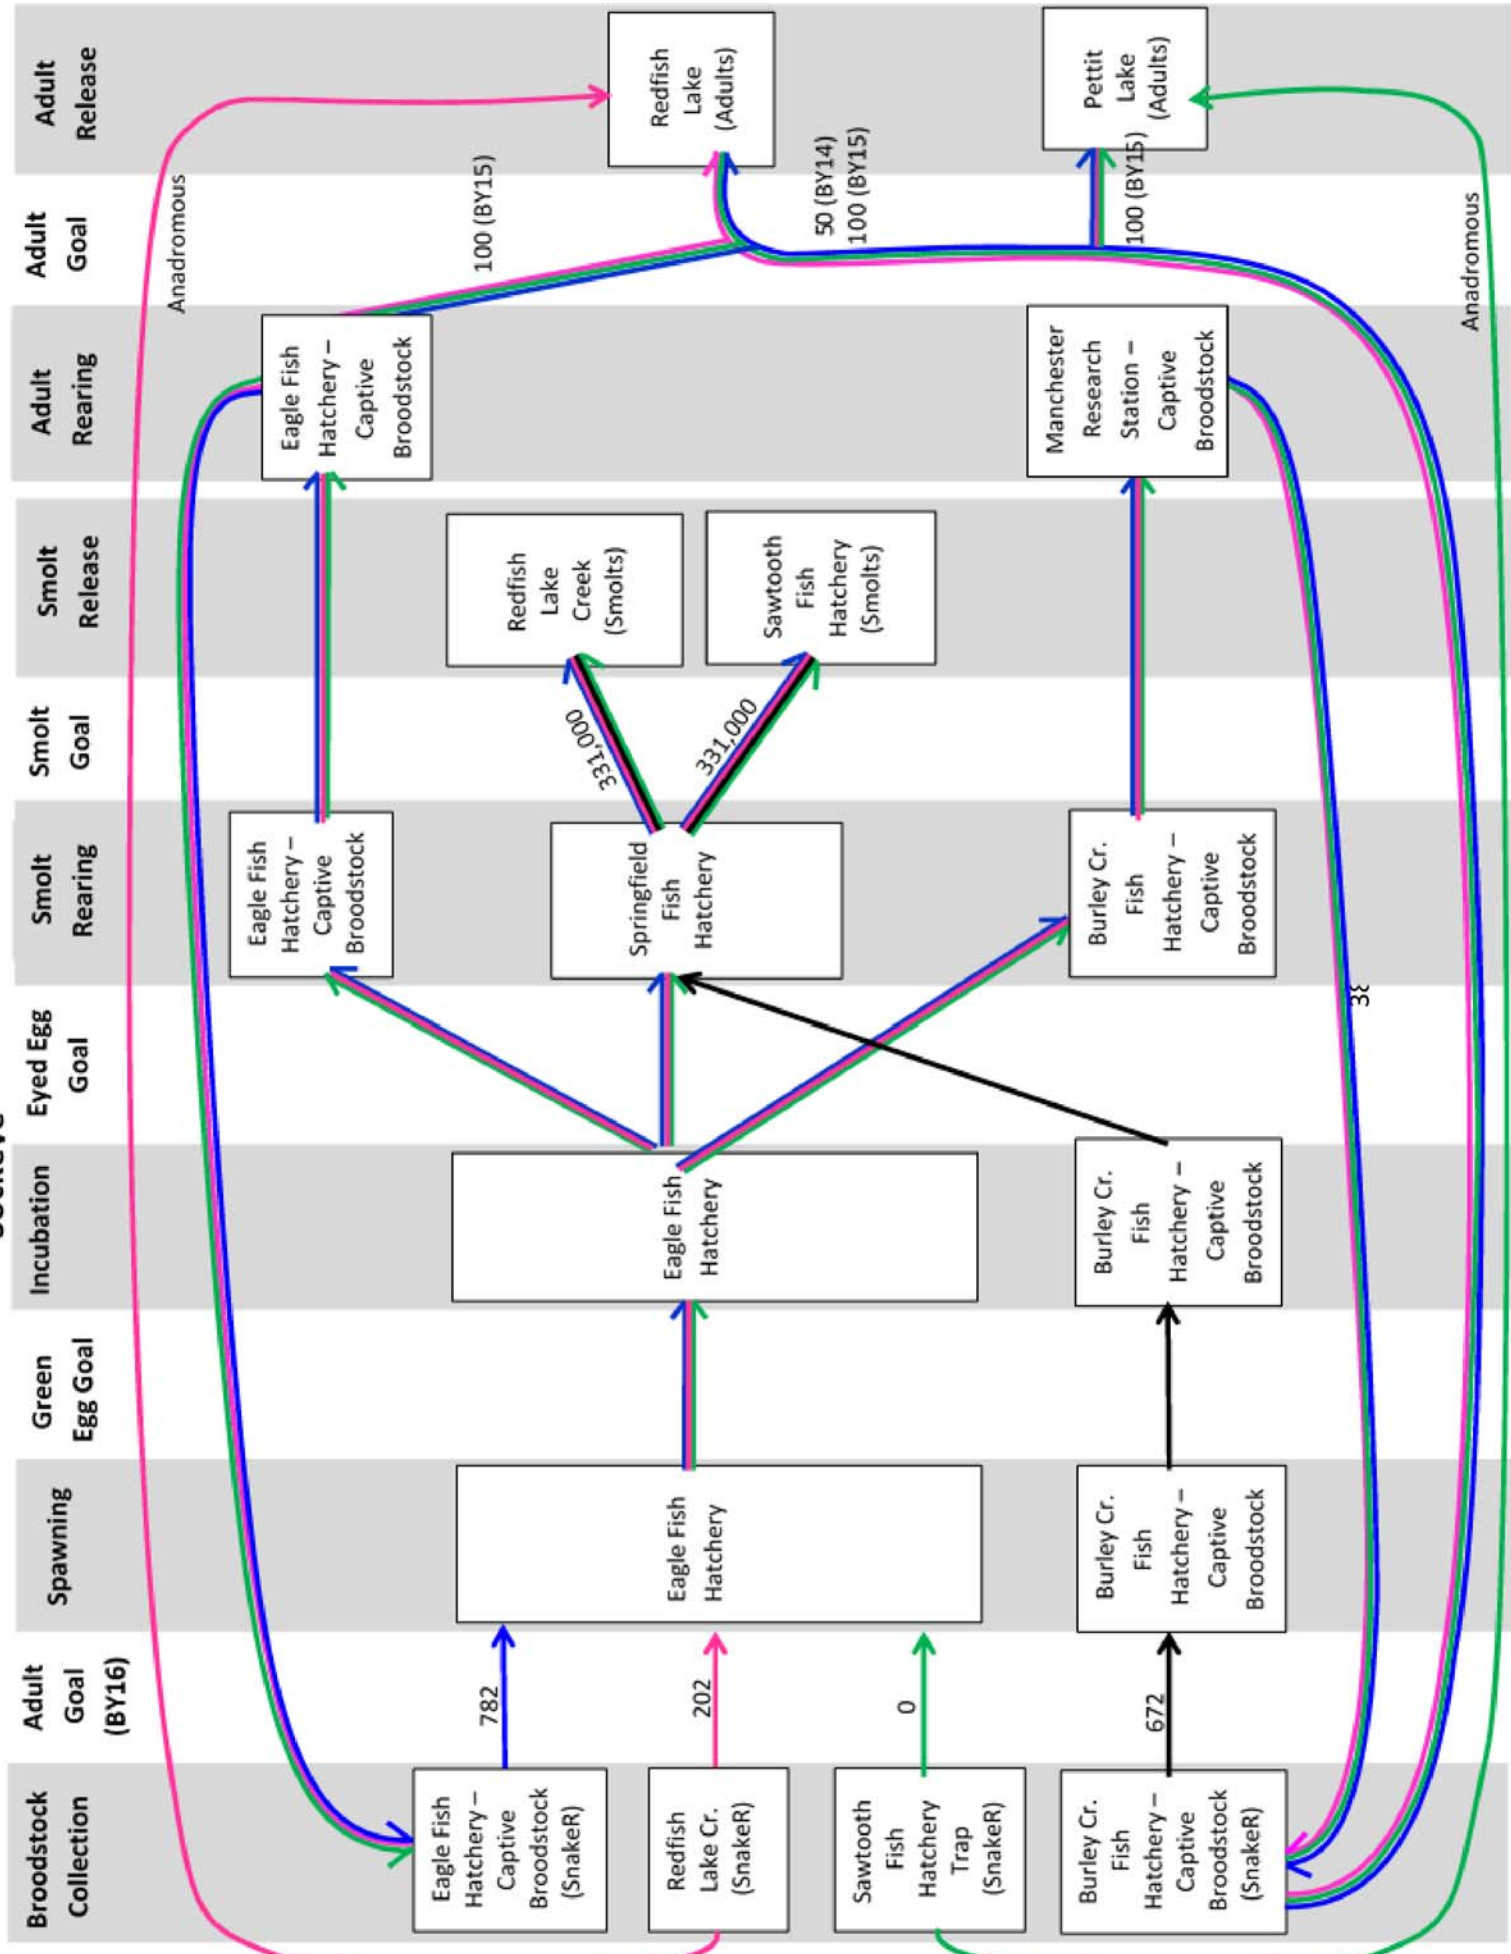 Broodstock
Collection
Adult
Goal
(BY16)
Spawning
Green
Egg Goal
Incubation
Eyed Egg
Goal
Smolt
Rearing
Smolt
Goal
Smolt
Release
Adult
Rearing
Adult
Goal
Adult
Release
Anadromous
Eagle Fish
Hatchery –
Captive
Broodstock
(SnakeR)
782
Redfish
Lake Cr.
(SnakeR)
202
Sawtooth
Fish
Hatchery
Trap
(SnakeR)
0
Burley Cr.
Fish
Hatchery –
Captive
Broodstock
(SnakeR)
672
Eagle Fish
Hatchery
Burley Cr.
Fish
Hatchery –
Captive
Broodstock
Eagle Fish
Hatchery
Burley Cr.
Fish
Hatchery –
Captive
Broodstock
Eagle Fish
Hatchery –
Captive
Broodstock
Springfield
Fish
Hatchery
Burley Cr.
Fish
Hatchery –
Captive
Broodstock
331,000
331,000
Redfish
Lake
Creek
(Smolts)
Sawtooth
Fish
Hatchery
(Smolts)
Eagle Fish
Hatchery –
Captive
Broodstock
Manchester
Research
Station –
Captive
Broodstock
100 (BY15)
50 (BY14)
100 (BY15)
100 (BY15)
Redfish
Lake
(Adults)
Pettit
Lake
(Adults)
Anadromous